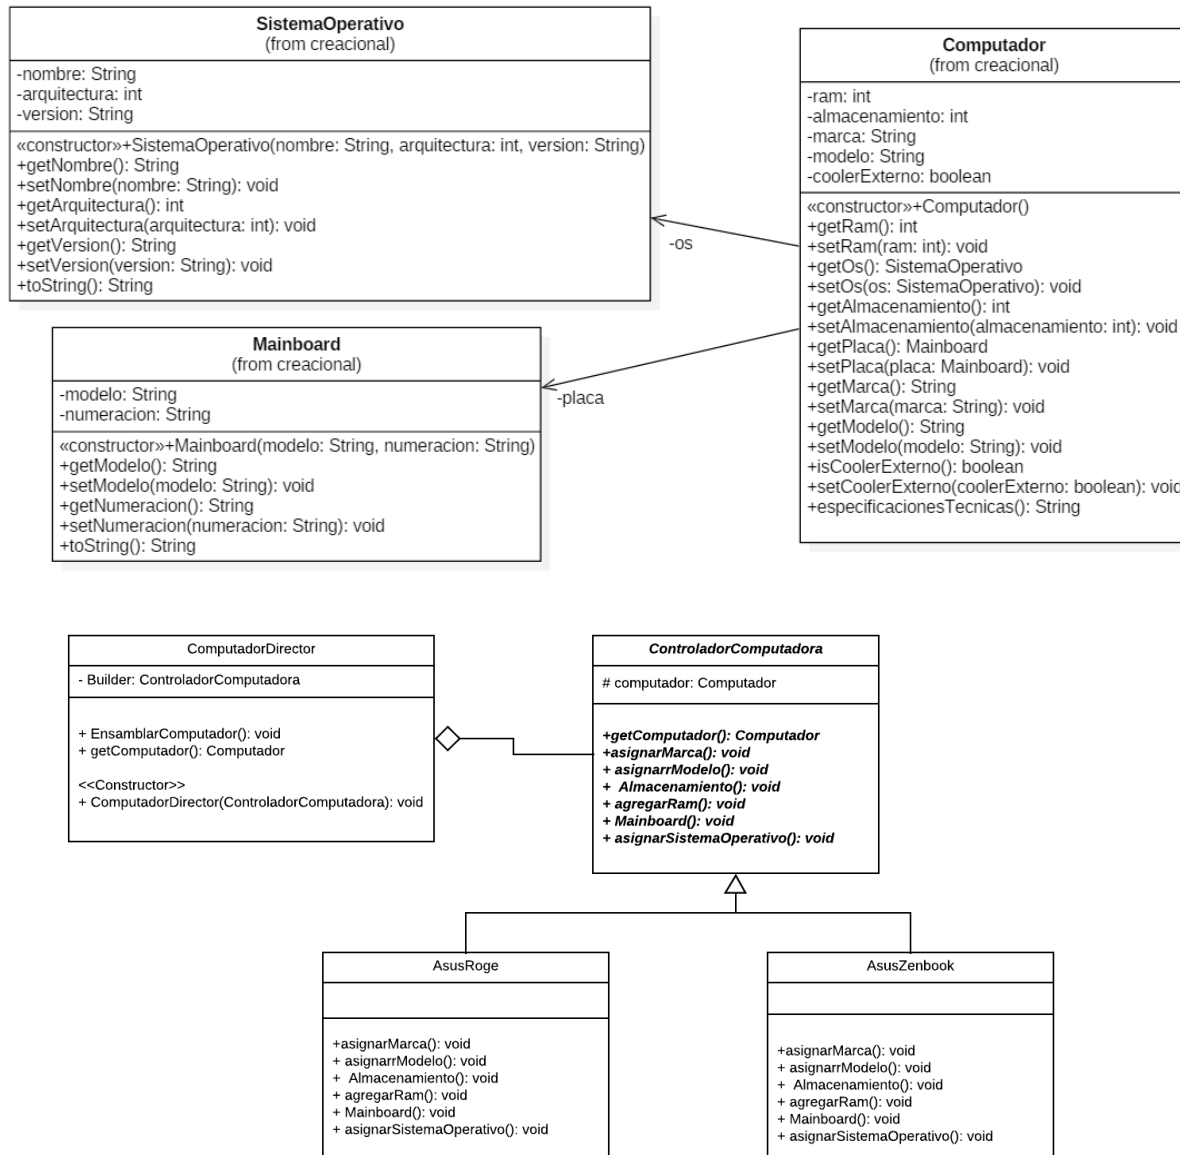 SistemaOperativo
(from creacional)
-nombre: String
-arquitectura: int
-version: String
«constructor»+SistemaOperativo(nombre: String, arquitectura: int, version: String)
+getNombre(): String
+setNombre(nombre: String): void
+getArquitectura(): int
+setArquitectura(arquitectura: int): void
+getVersion(): String
+setVersion(version: String): void
+toString(): String
-os
Computador
(from creacional)
-ram: int
-almacenamiento: int
-marca: String
-modelo: String
-coolerExterno: boolean
«constructor»+Computador()
+getRam(): int
+setRam(ram: int): void
+getOs(): SistemaOperativo
+setOs(os: SistemaOperativo): void
+getAlmacenamiento(): int
+setAlmacenamiento(almacenamiento: int): void
+getPlaca(): Mainboard
+setPlaca(placa: Mainboard): void
+getMarca(): String
+setMarca(marca: String): void
+getModelo(): String
+setModelo(modelo: String): void
+isCoolerExterno(): boolean
+setCoolerExterno(coolerExterno: boolean): void
+especificacionesTecnicas(): String
Mainboard
(from creacional)
-modelo: String
-numeracion: String
«constructor»+Mainboard(modelo: String, numeracion: String)
+getModelo(): String
+setModelo(modelo: String): void
+getNumeracion(): String
+setNumeracion(numeracion: String): void
+toString(): String
-placa
ComputadorDirector
- Builder: ControladorComputadora
+ EnsamblarComputador(): void
+ getComputador(): Computador
<<Constructor>>
+ ComputadorDirector(ControladorComputadora): void
ControladorComputadora
# computador: Computador
+getComputador(): Computador
+asignarMarca(): void
+ asignarrModelo(): void
+ Almacenamiento(): void
+ agregarRam(): void
+ Mainboard(): void
+ asignarSistemaOperativo(): void
AsusRoge
+asignarMarca(): void
+ asignarrModelo(): void
+ Almacenamiento(): void
+ agregarRam(): void
+ Mainboard(): void
+ asignarSistemaOperativo(): void
AsusZenbook
+asignarMarca(): void
+ asignarrModelo(): void
+ Almacenamiento(): void
+ agregarRam(): void
+ Mainboard(): void
+ asignarSistemaOperativo(): void